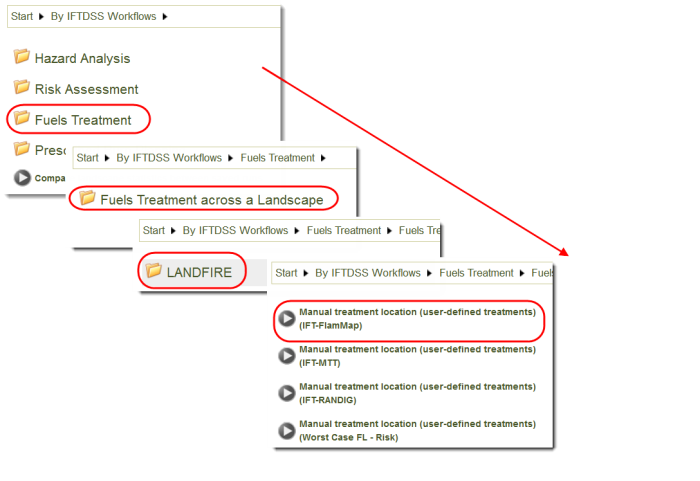 Start ▶ By IFTDSS Workflows ▶
Hazard Analysis
Risk Assessment
Fuels Treatment
Compa
Start ▶ By IFTDSS Workflows ▶ Fuels Treatment ▶
Fuels Treatment across a Landscape
Start ▶ By IFTDSS Workflows ▶ Fuels Treatment ▶ Fuels Tre
LANDFIRE
Start ▶ By IFTDSS Workflows ▶ Fuels Treatment ▶ Fuels
Manual treatment location (user-defined treatments)
(IFT-FlamMap)
Manual treatment location (user-defined treatments)
(IFT-MTT)
Manual treatment location (user-defined treatments)
(IFT-RANDIG)
Manual treatment location (user-defined treatments)
(Worst Case FL - Risk)